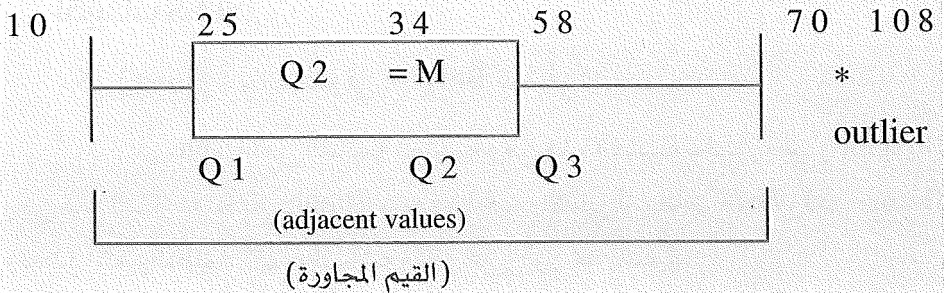 10 25 34 58 70 108
Q2 = M *
outlier
Q1 Q2 Q3
(adjacent values)
(القيم المجاورة)